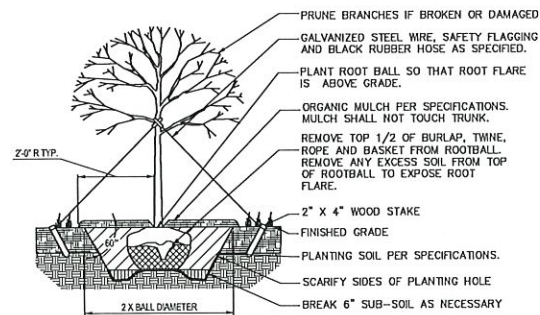 PRUNE BRANCHES IF BROKEN OR DAMAGED
GALVANIZED STEEL WIRE, SAFETY FLAGGING
AND BLACK RUBBER HOSE AS SPECIFIED.
PLANT ROOT BALL SO THAT ROOT FLARE
IS ABOVE GRADE.
ORGANIC MULCH PER SPECIFICATIONS.
MULCH SHALL NOT TOUCH TRUNK.
REMOVE TOP 1/2 OF BURLAP, TWINE,
ROPE AND BASKET FROM ROOTBALL.
REMOVE ANY EXCESS SOIL FROM TOP
OF ROOTBALL TO EXPOSE ROOT
FLARE.
2'-0" R TYP.
2" X 4" WOOD STAKE
FINISHED GRADE
60°
PLANTING SOIL PER SPECIFICATIONS.
SCARIFY SIDES OF PLANTING HOLE
BREAK 6" SUB-SOIL AS NECESSARY
2 X BALL DIAMETER